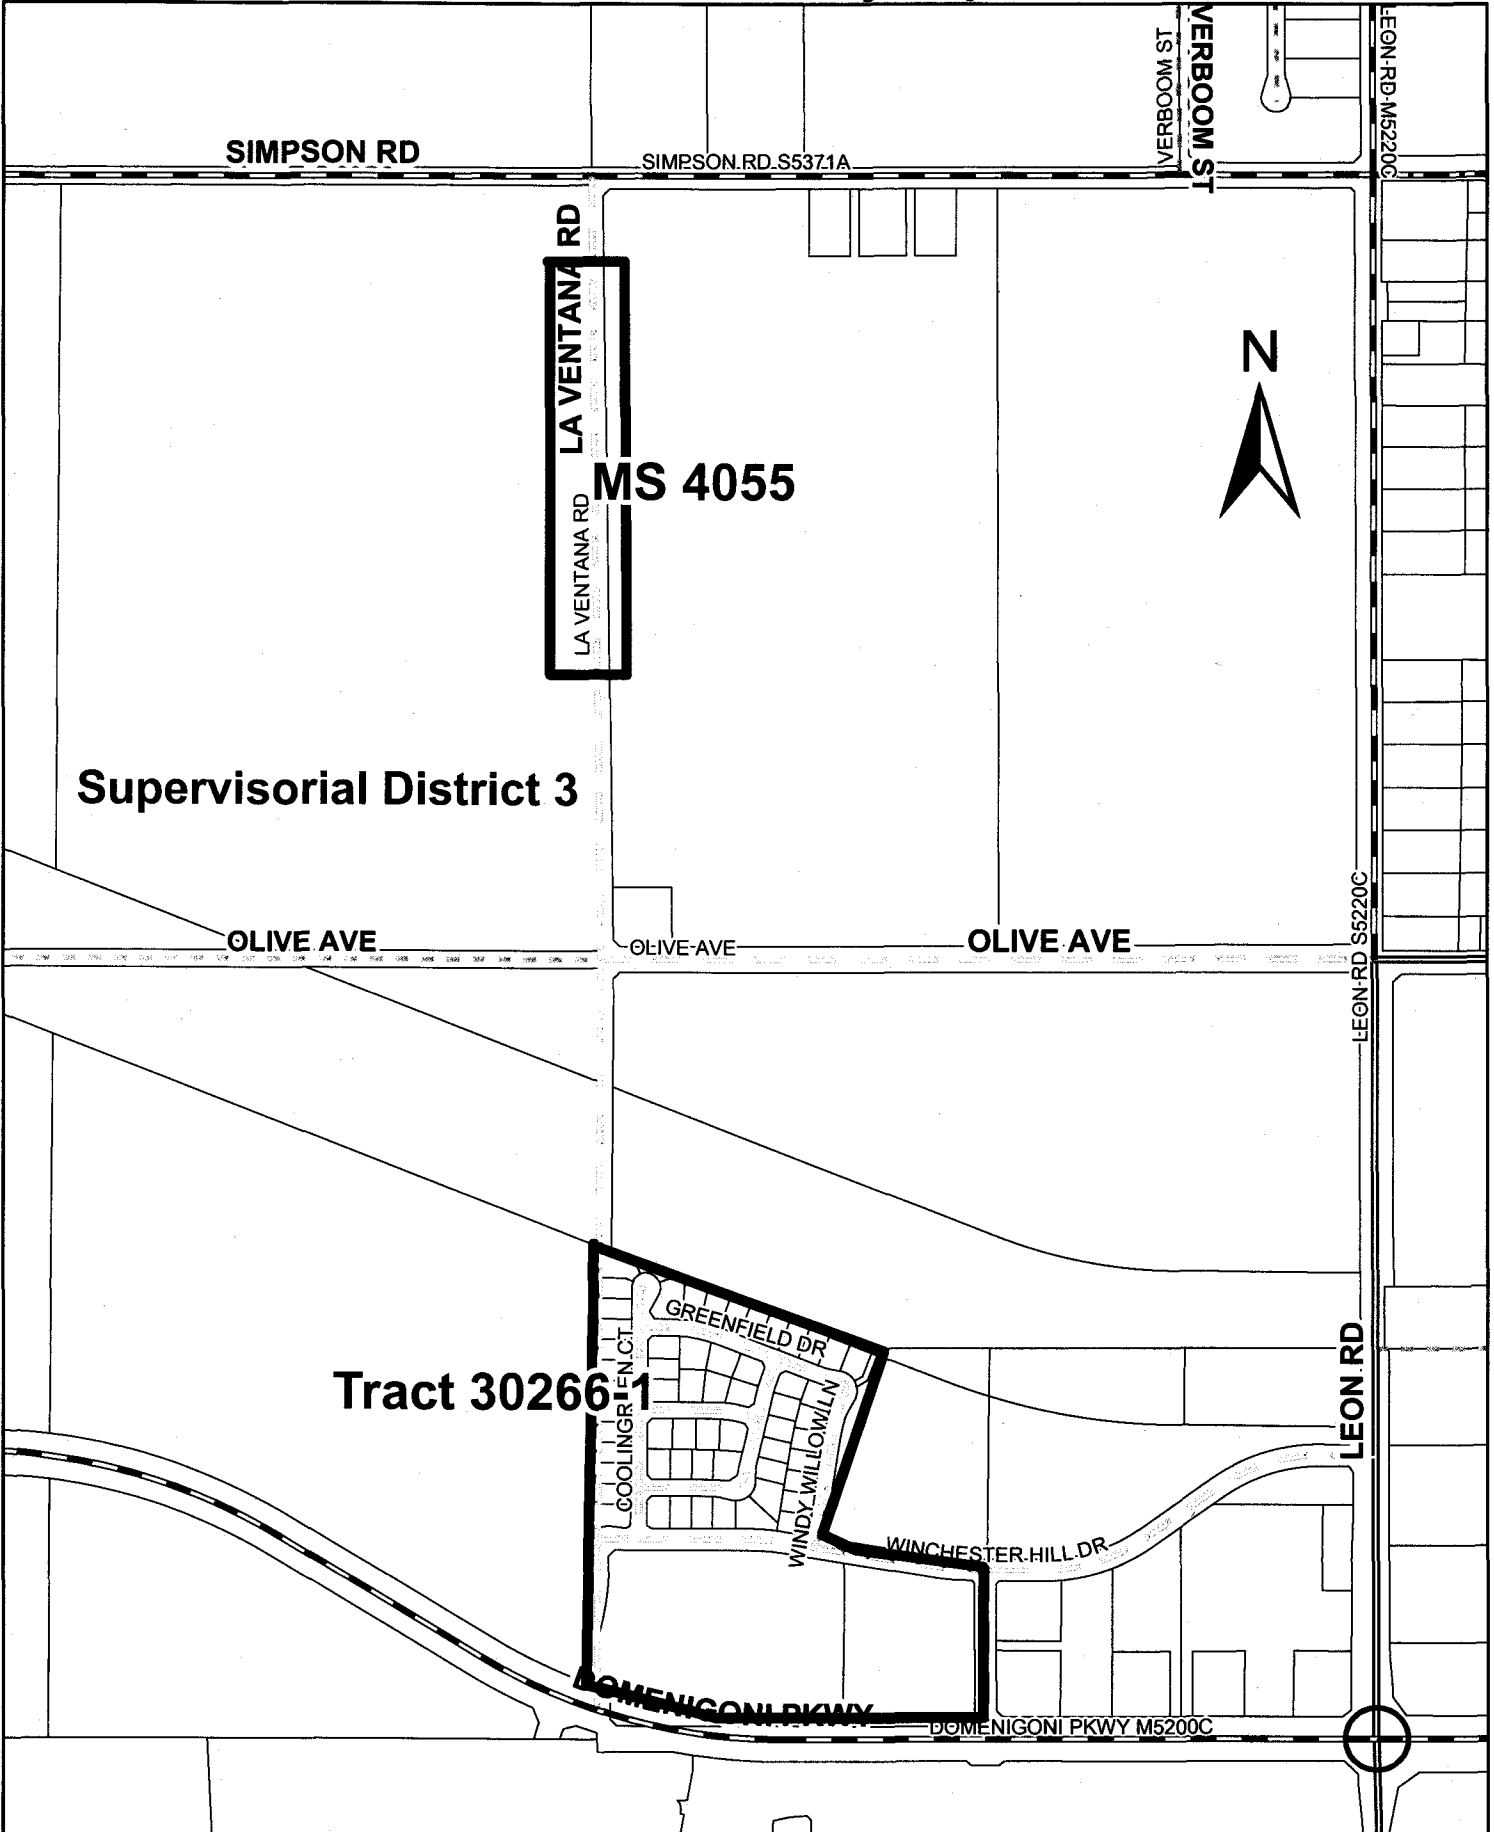 VERBOOM ST
VERBOOM ST
LEON RD M5220C
SIMPSON RD
SIMPSON RD S5371A
LA VENTANA RD
N
MS 4055
LA VENTANA RD
Supervisorial District 3
OLIVE AVE
OLIVE AVE
OLIVE AVE
LEON RD S5220C
GREENFIELD DR
LEON RD
Tract 30266-1
COOLINGREEN CT
WINDY WILLOW LN
WINCHESTER HILL DR
DOMENIGONI PKWY
DOMENIGONI PKWY M5200C